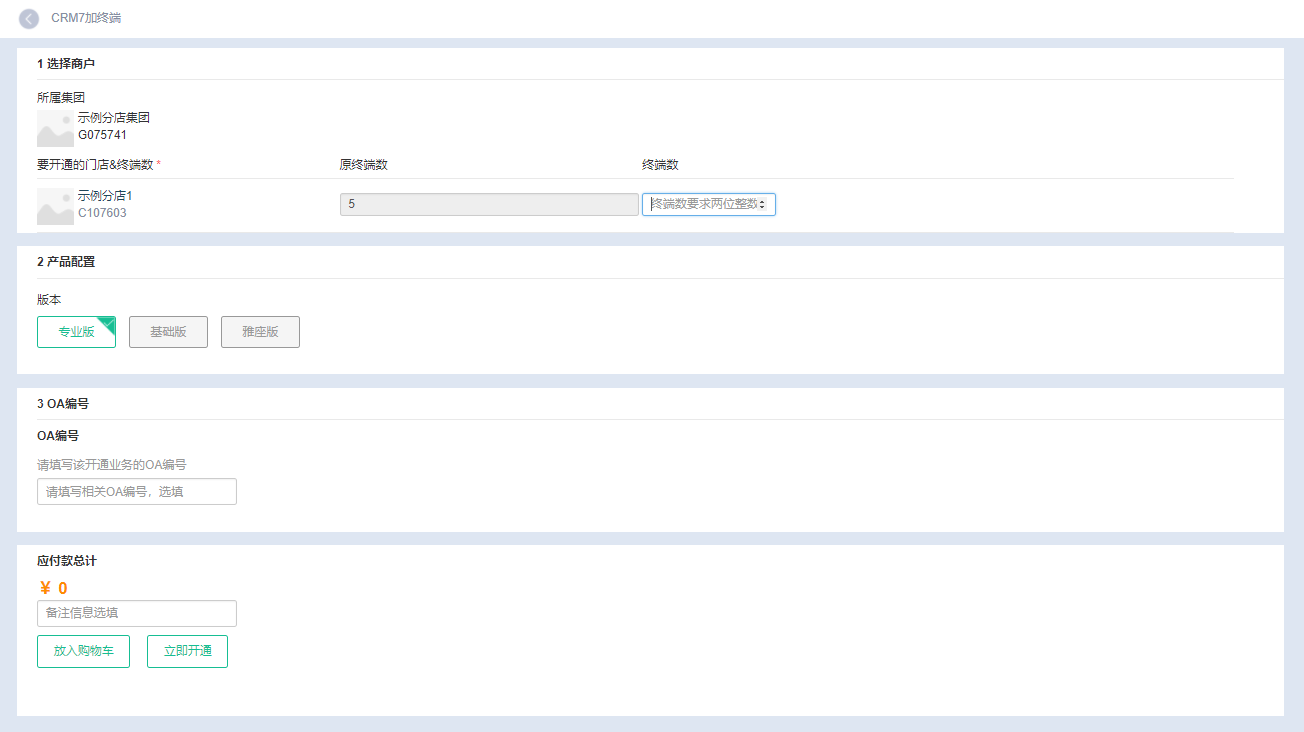 CRM7加终端
1 选择商户
所属集团
示例分店集团
G075741
要开通的门店&终端数 * 原终端数 终端数
示例分店1
C107603
5 终端数要求两位整数
2 产品配置
版本
专业版 基础版 雅座版
3 OA编号
OA编号
请填写该开通业务的OA编号
请填写相关OA编号，选填
应付款总计
¥ 0
备注信息选填
放入购物车 立即开通